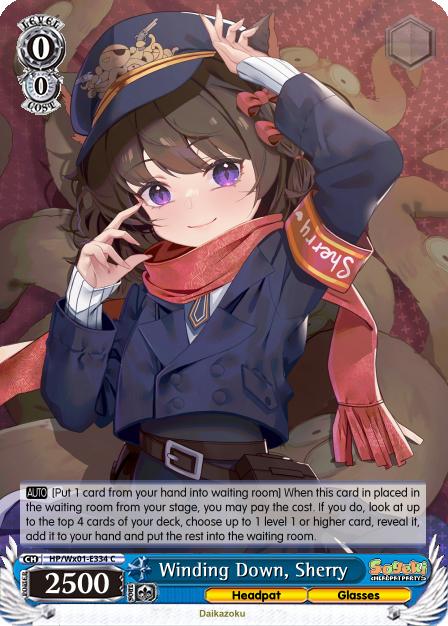 LEVEL
0
0
COST
Sherry
AUTO [Put 1 card from your hand into waiting room] When this card in placed in
the waiting room from your stage, you may pay the cost. If you do, look at up
to the top 4 cards of your deck, choose up to 1 level 1 or higher card, reveal it,
add it to your hand and put the rest into the waiting room.
CH HP/Wx01-E334 C
POWER 2500 SOUL Winding Down, Sherry Sayeki
HEADPATPARTY
Headpat Glasses
Daikazoku